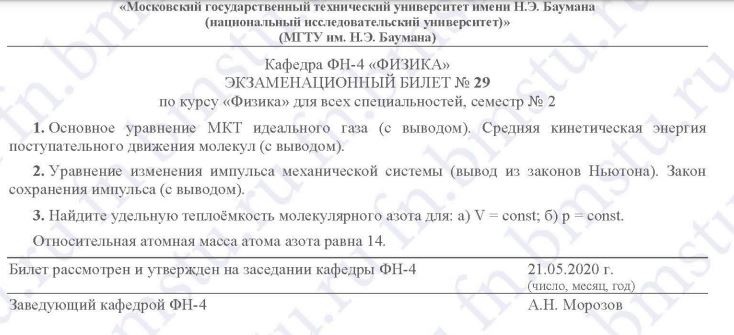 «Московский государственный технический университет имени Н.Э. Баумана
(национальный исследовательский университет)»
(МГТУ им. Н.Э. Баумана)
Кафедра ФН-4 «ФИЗИКА»
ЭКЗАМЕНАЦИОННЫЙ БИЛЕТ № 29
по курсу «Физика» для всех специальностей, семестр № 2
1. Основное уравнение МКТ идеального газа (с выводом). Средняя кинетическая энергия
поступательного движения молекул (с выводом).
2. Уравнение изменения импульса механической системы (вывод из законов Ньютона). Закон
сохранения импульса (с выводом).
3. Найдите удельную теплоёмкость молекулярного азота для: а) V = const; б) p = const.
Относительная атомная масса атома азота равна 14.
Билет рассмотрен и утвержден на заседании кафедры ФН-4 21.05.2020 г.
(число, месяц, год)
Заведующий кафедрой ФН-4 А.Н. Морозов
fn.bmstu.ru